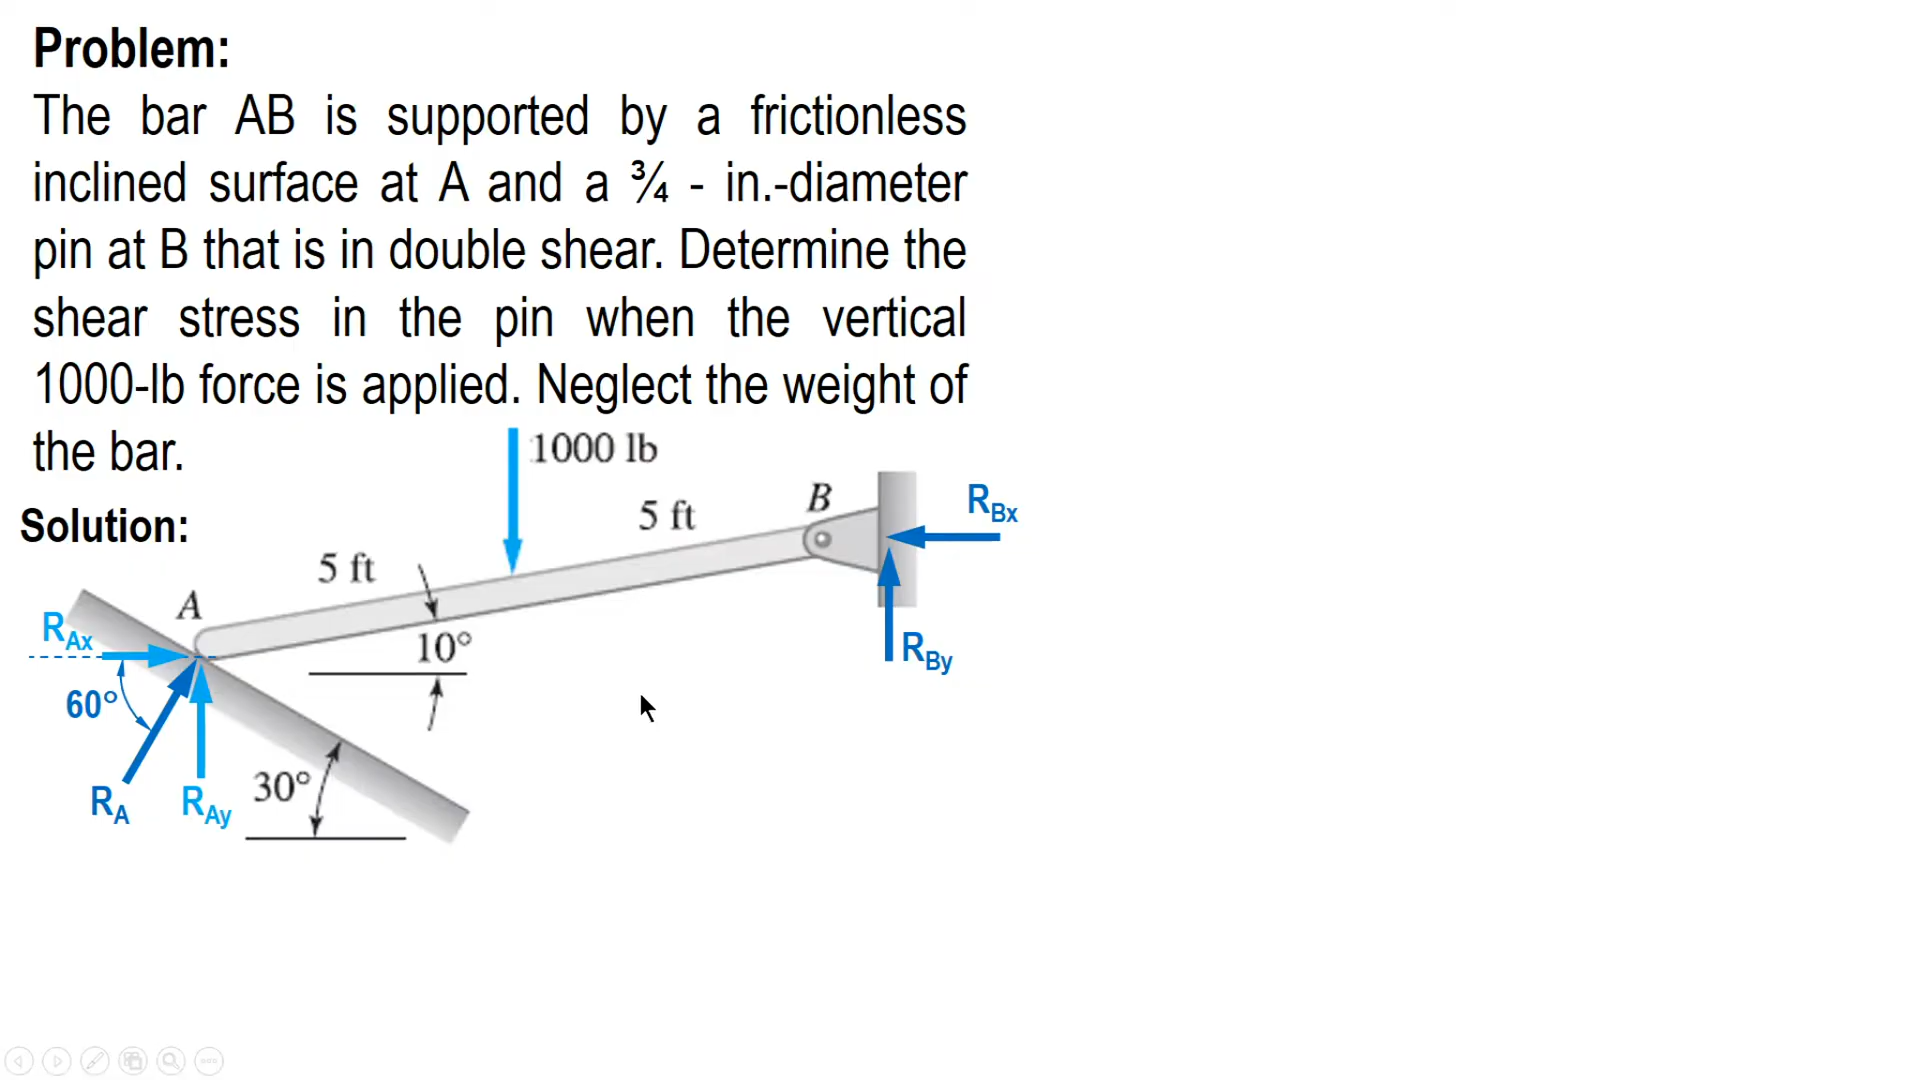 Problem:
The bar AB is supported by a frictionless
inclined surface at A and a ¾ - in.-diameter
pin at B that is in double shear. Determine the
shear stress in the pin when the vertical
1000-lb force is applied. Neglect the weight of
the bar.
1000 lb
Solution:
5 ft
B
RBx
5 ft
A
RAx
10°
RBy
60°
30°
RA
RAy